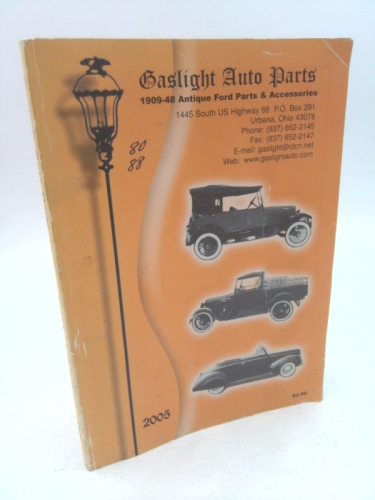 Gaslight Auto Parts
1909-48 Antique Ford Parts & Accessories
1445 South US Highway 68 P.O. Box 291
Urbana, Ohio 43078
Phone: (937) 652-2145
Fax: (937) 652-2147
E-mail: gaslight@ctcn.net
Web: www.gaslightauto.com
80
88
2005